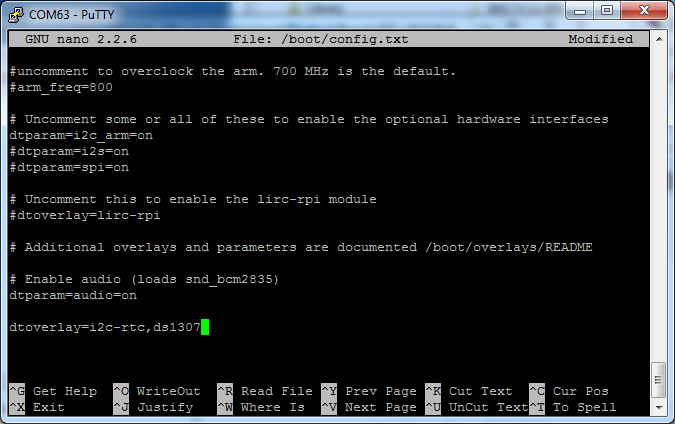 COM63 - PuTTY
GNU nano 2.2.6 File: /boot/config.txt Modified
#uncomment to overclock the arm. 700 MHz is the default.
#arm_freq=800
# Uncomment some or all of these to enable the optional hardware interfaces
dtparam=i2c_arm=on
#dtparam=i2s=on
#dtparam=spi=on
# Uncomment this to enable the lirc-rpi module
#dtoverlay=lirc-rpi
# Additional overlays and parameters are documented /boot/overlays/README
# Enable audio (loads snd_bcm2835)
dtparam=audio=on
dtoverlay=i2c-rtc,ds1307
^G Get Help ^O WriteOut ^R Read File ^Y Prev Page ^K Cut Text ^C Cur Pos
^X Exit ^J Justify ^W Where Is ^V Next Page ^U UnCut Text ^T To Spell